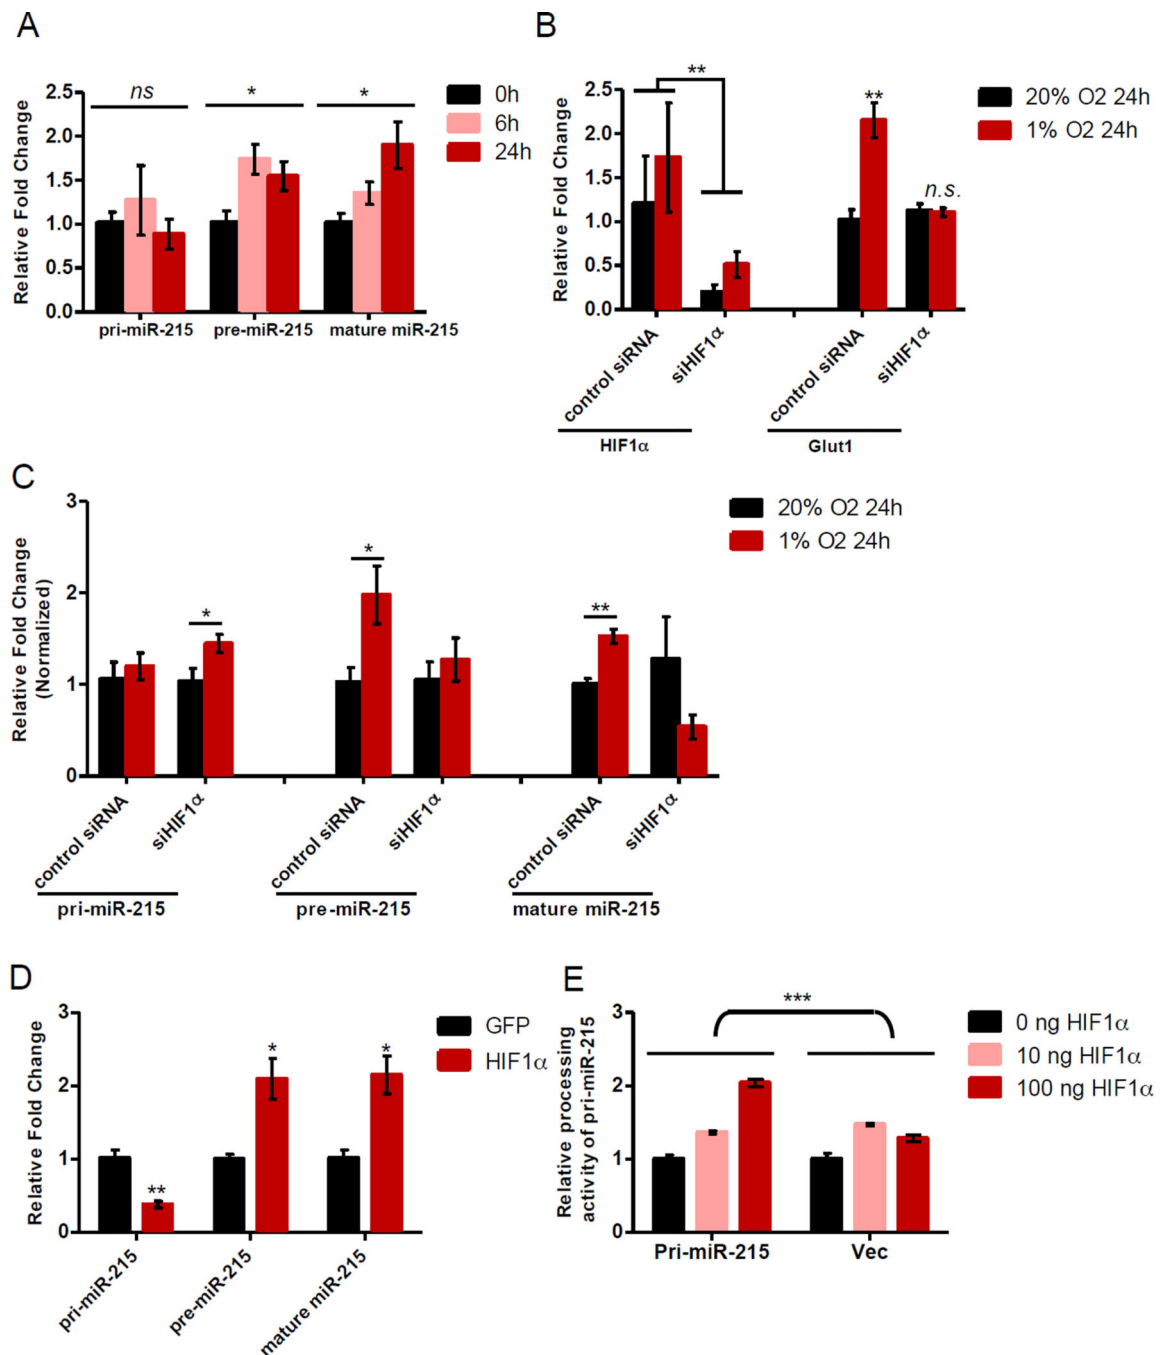 A
ns
*
*
0h
6h
24h
Relative Fold Change
2.5
2.0
1.5
1.0
0.5
0.0
pri-miR-215
pre-miR-215
mature miR-215
B
**
**
n.s.
20% O2 24h
1% O2 24h
Relative Fold Change
2.5
2.0
1.5
1.0
0.5
0.0
control siRNA
siHIF1α
control siRNA
siHIF1α
HIF1α
Glut1
C
20% O2 24h
1% O2 24h
Relative Fold Change
(Normalized)
3
2
1
0
*
*
**
control siRNA
siHIF1α
control siRNA
siHIF1α
control siRNA
siHIF1α
pri-miR-215
pre-miR-215
mature miR-215
D
GFP
HIF1α
Relative Fold Change
3
2
1
0
**
*
*
pri-miR-215
pre-miR-215
mature miR-215
E
***
0 ng HIF1α
10 ng HIF1α
100 ng HIF1α
Relative processing
activity of pri-miR-215
3
2
1
0
Pri-miR-215
Vec